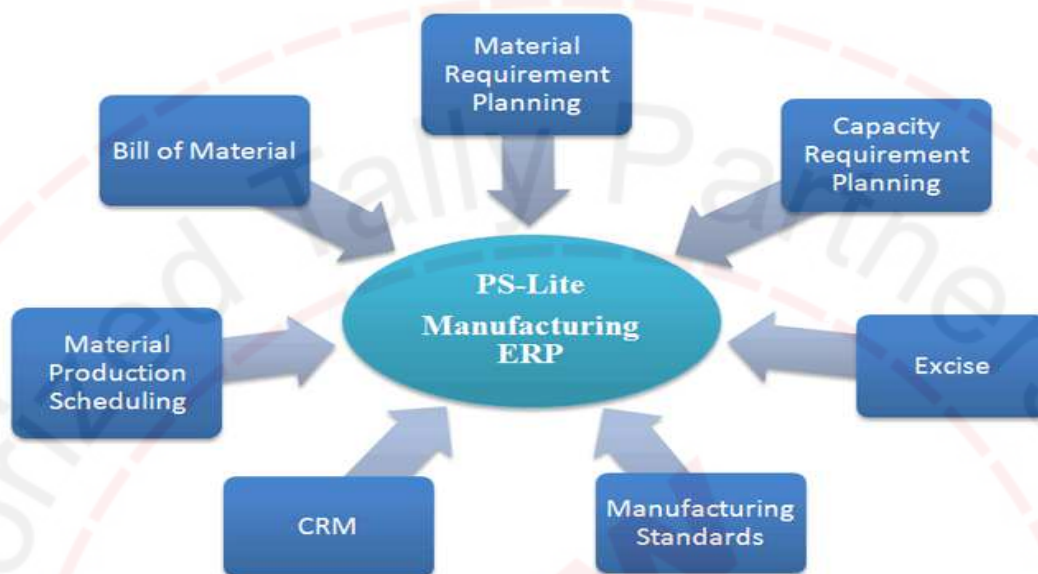 Material
Requirement
Planning
Bill of Material
Capacity
Requirement
Planning
PS-Lite
Manufacturing
ERP
Material
Production
Scheduling
Excise
CRM
Manufacturing
Standards
Tally